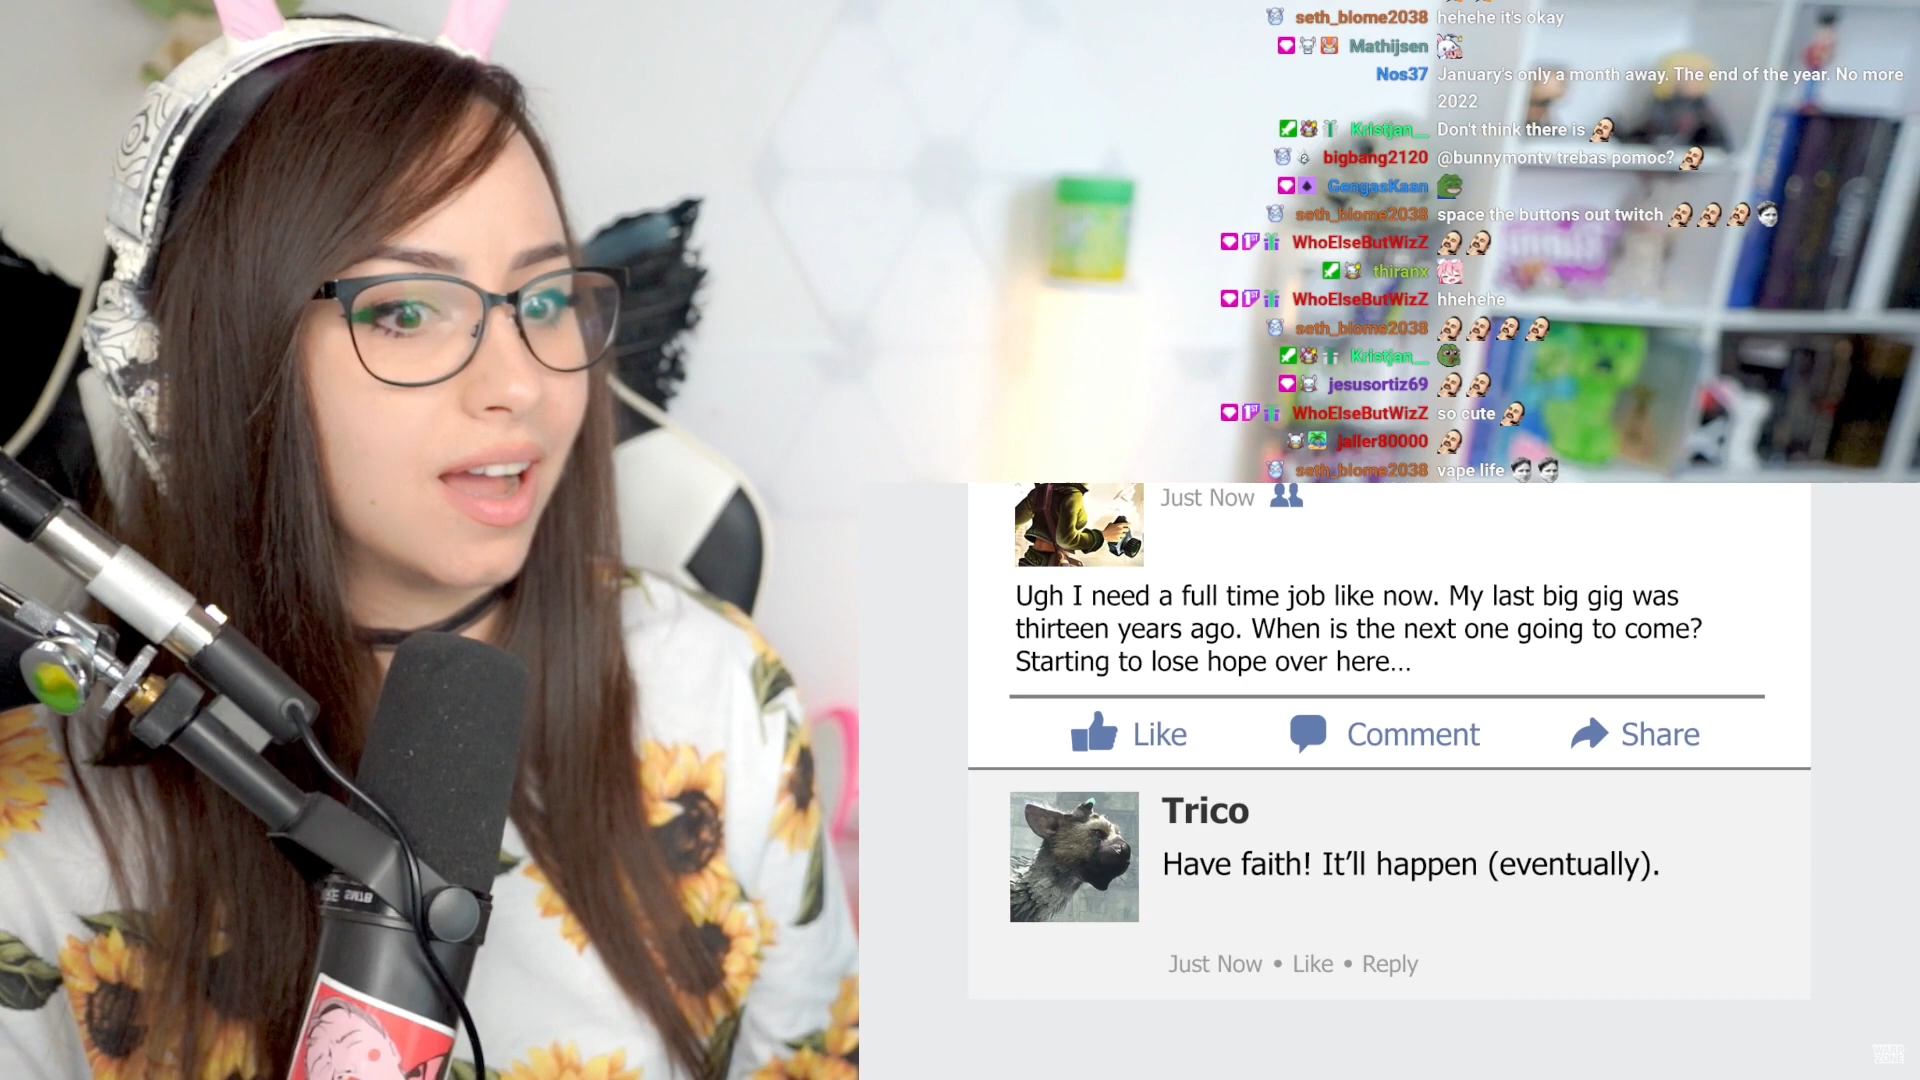 seth_blome2038 hehehe it's okay
Mathijsen
Nos37 January's only a month away. The end of the year. No more
2022
Kristjan__ Don't think there is
bigbang2120 @bunnymontv trebas pomoc?
GengasKaan
seth_blome2038 space the buttons out twitch
WhoElseButWizZ
thiranx
WhoElseButWizZ hhehehe
seth_blome2038
Kristjan__
jesusortiz69
WhoElseButWizZ so cute
jaller80000
seth_blome2038 vape life
Just Now
Ugh I need a full time job like now. My last big gig was
thirteen years ago. When is the next one going to come?
Starting to lose hope over here...
Like Comment Share
Trico
Have faith! It'll happen (eventually).
Just Now • Like • Reply